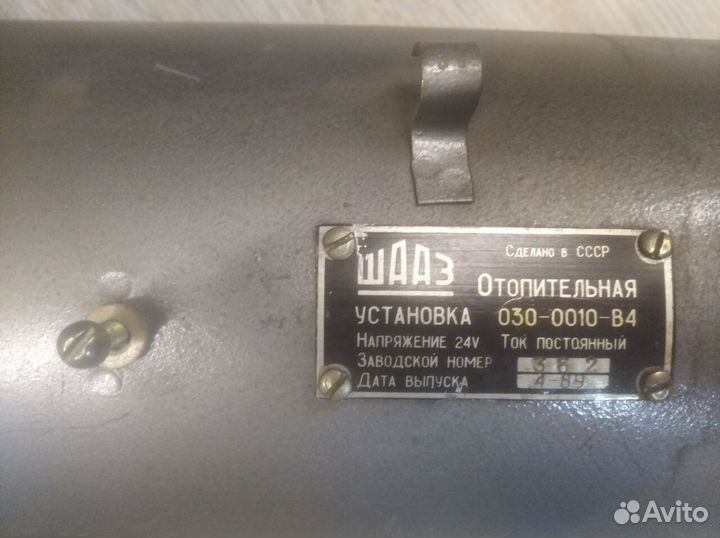 ШААЗ
Сделано в СССР
Отопительная
установка 030-0010-В4
Напряжение 24V Ток постоянный
Заводской номер 362
Дата выпуска 4-89
Avito